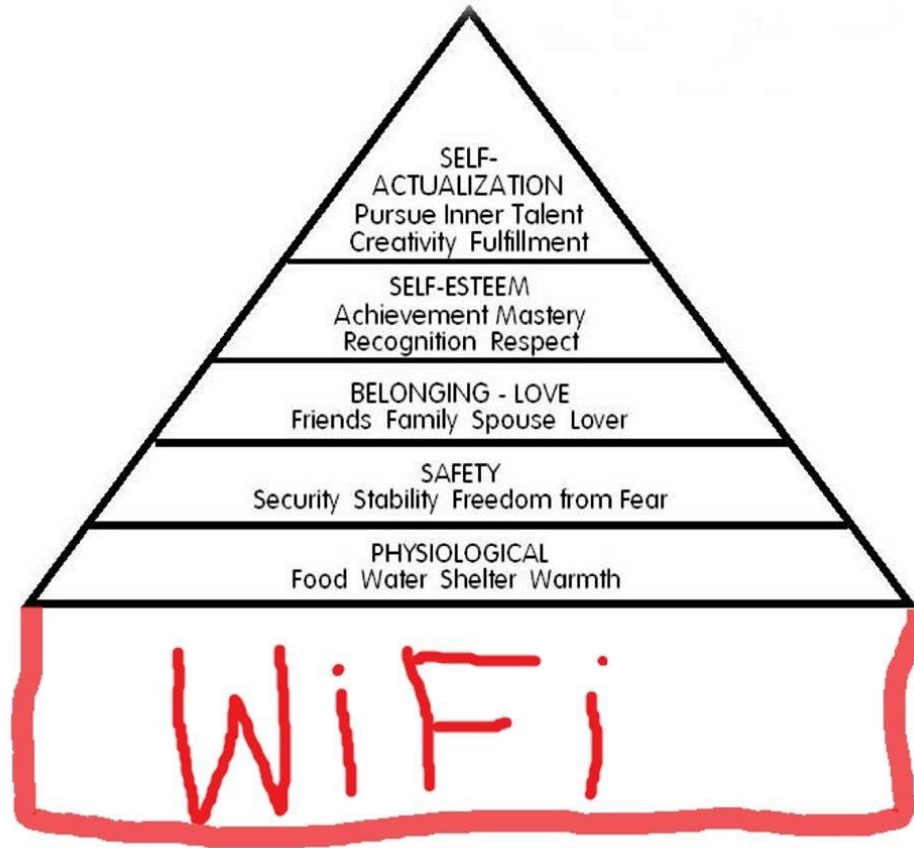 SELF-
ACTUALIZATION
Pursue Inner Talent
Creativity Fulfillment
SELF-ESTEEM
Achievement Mastery
Recognition Respect
BELONGING - LOVE
Friends Family Spouse Lover
SAFETY
Security Stability Freedom from Fear
PHYSIOLOGICAL
Food Water Shelter Warmth
WiFi